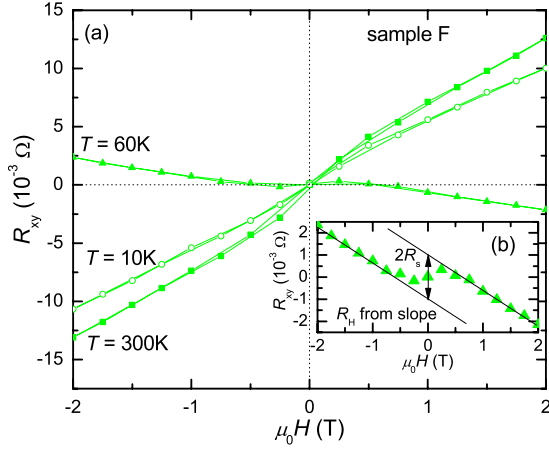 (a)
sample F
15
10
5
0
-5
-10
-15
R_xy (10^-3 Ω)
T = 60K
T = 10K
T = 300K
-2
-1
0
1
2
μ₀H (T)
(b)
2R_s
R_H from slope
2
1
0
-1
-2
R_xy (10^-3 Ω)
-2
-1
0
1
2
μ₀H (T)